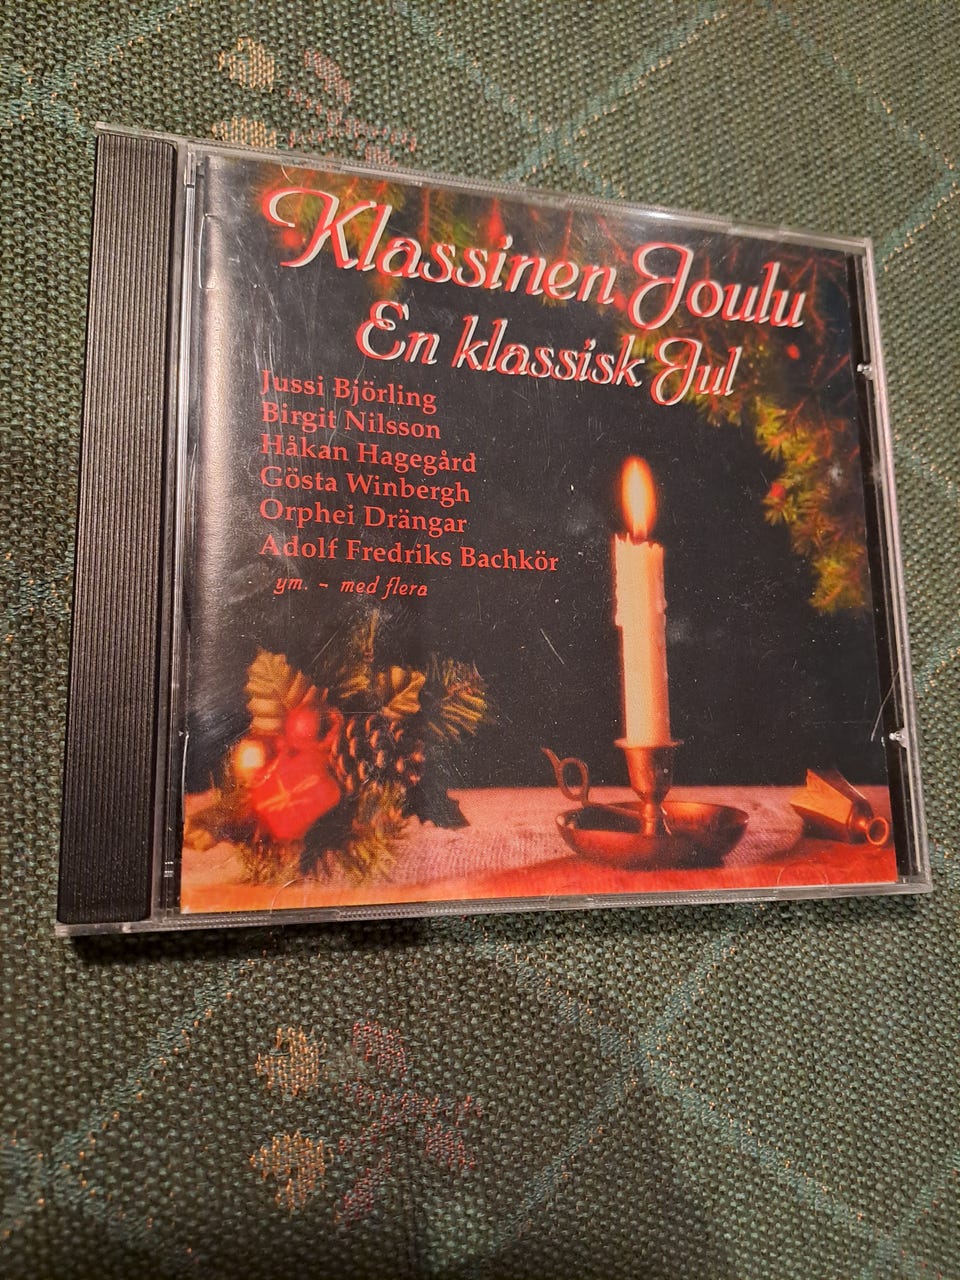 Klassinen Joulu
En klassisk Jul
Jussi Björling
Birgit Nilsson
Håkan Hagegård
Gösta Winbergh
Orphei Drängar
Adolf Fredriks Bachkör
ym. - med flera